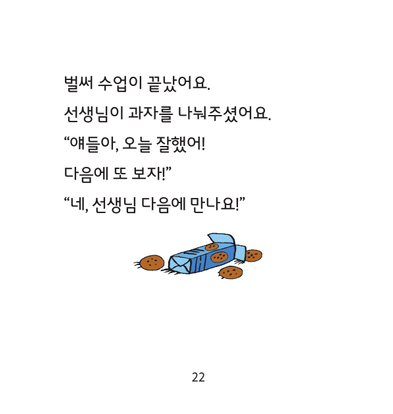 벌써 수업이 끝났어요.
선생님이 과자를 나눠주셨어요.
“얘들아, 오늘 잘했어!
다음에 또 보자!”
“네, 선생님 다음에 만나요!”
22